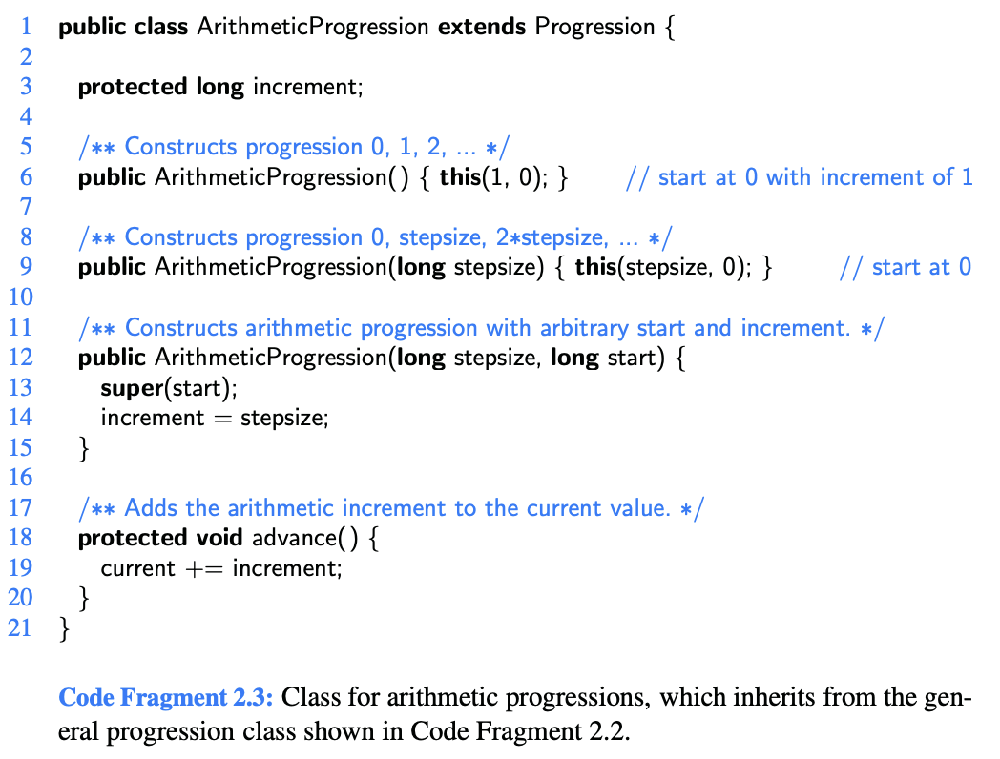 1 public class ArithmeticProgression extends Progression {
2
3 protected long increment;
4
5 /** Constructs progression 0, 1, 2, ... */
6 public ArithmeticProgression() { this(1, 0); } // start at 0 with increment of 1
7
8 /** Constructs progression 0, stepsize, 2*stepsize, ... */
9 public ArithmeticProgression(long stepsize) { this(stepsize, 0); } // start at 0
10
11 /** Constructs arithmetic progression with arbitrary start and increment. */
12 public ArithmeticProgression(long stepsize, long start) {
13 super(start);
14 increment = stepsize;
15 }
16
17 /** Adds the arithmetic increment to the current value. */
18 protected void advance() {
19 current += increment;
20 }
21 }
Code Fragment 2.3: Class for arithmetic progressions, which inherits from the gen-
eral progression class shown in Code Fragment 2.2.